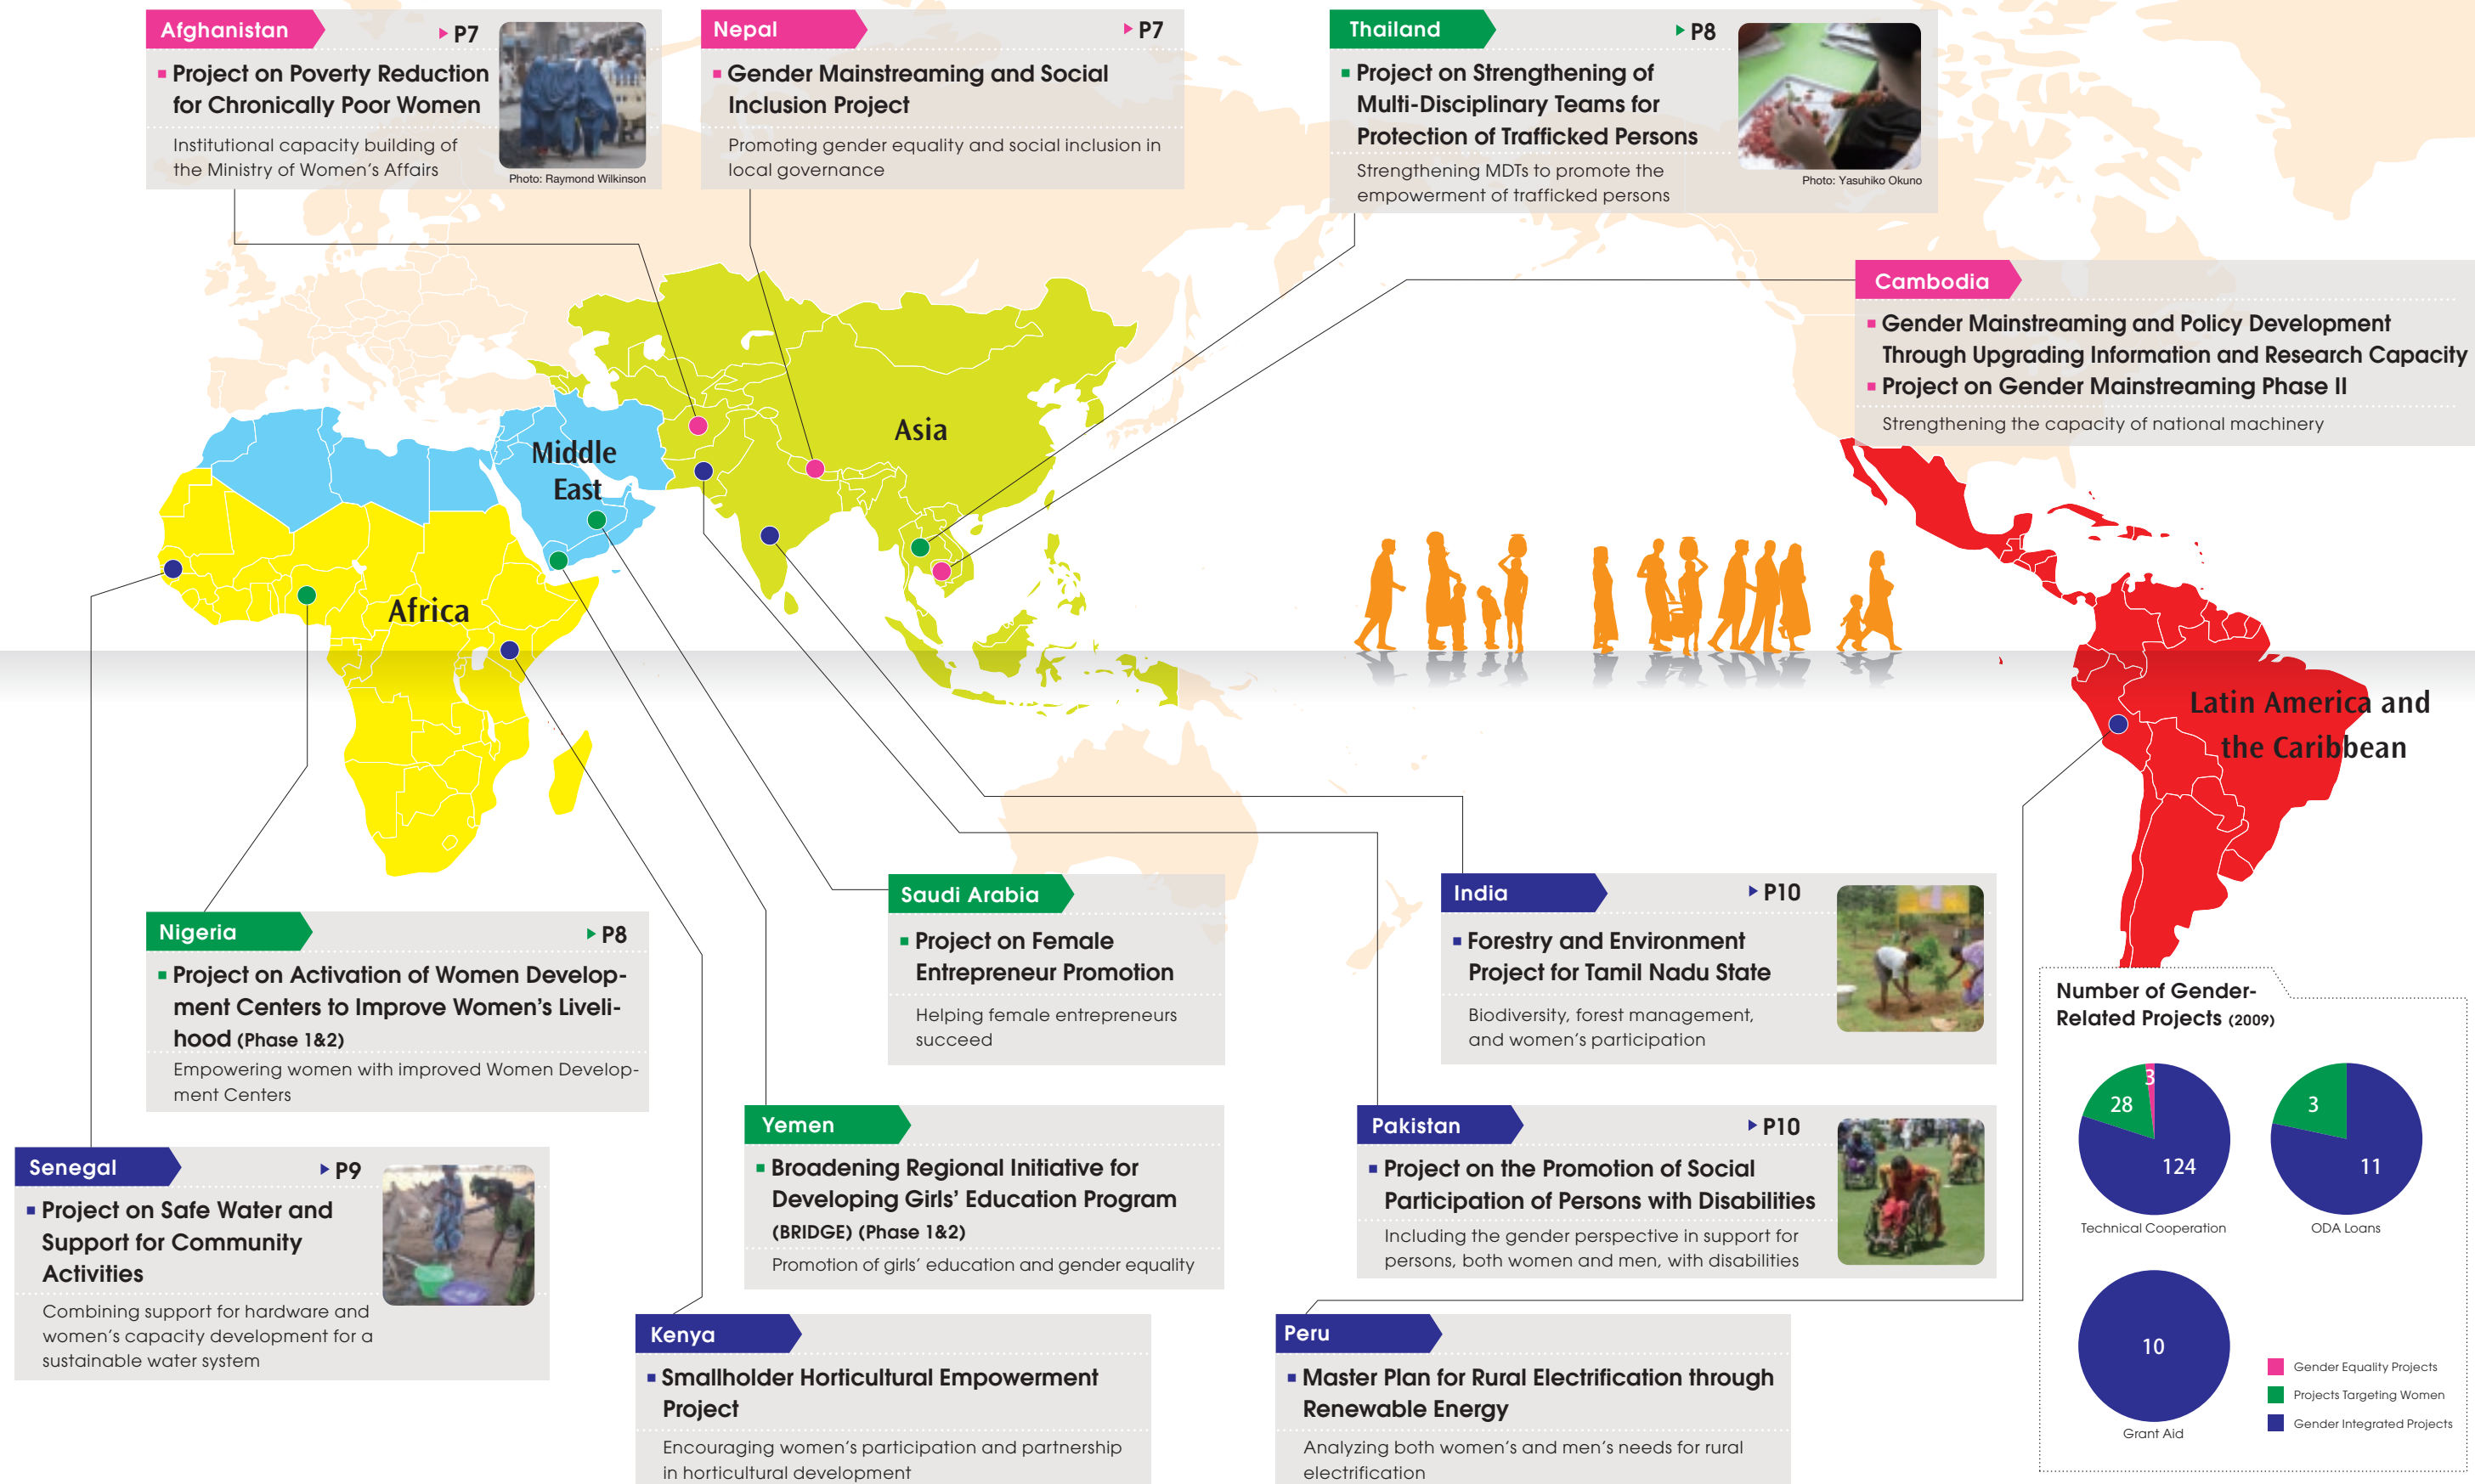 Afghanistan
P7
Project on Poverty Reduction
for Chronically Poor Women
Institutional capacity building of
the Ministry of Women's Affairs
Photo: Raymond Wilkinson
Nepal
P7
Gender Mainstreaming and Social
Inclusion Project
Promoting gender equality and social inclusion in
local governance
Thailand
P8
Project on Strengthening of
Multi-Disciplinary Teams for
Protection of Trafficked Persons
Strengthening MDTs to promote the
empowerment of trafficked persons
Photo: Yasuhiko Okuno
Cambodia
Gender Mainstreaming and Policy Development
Through Upgrading Information and Research Capacity
Project on Gender Mainstreaming Phase II
Strengthening the capacity of national machinery
Asia
Middle
East
Africa
Latin America and
the Caribbean
Nigeria
P8
Project on Activation of Women Develop-
ment Centers to Improve Women's Liveli-
hood (Phase 1&2)
Empowering women with improved Women Develop-
ment Centers
Saudi Arabia
Project on Female
Entrepreneur Promotion
Helping female entrepreneurs
succeed
India
P10
Forestry and Environment
Project for Tamil Nadu State
Biodiversity, forest management,
and women's participation
Senegal
P9
Project on Safe Water and
Support for Community
Activities
Combining support for hardware and
women's capacity development for a
sustainable water system
Yemen
Broadening Regional Initiative for
Developing Girls' Education Program
(BRIDGE) (Phase 1&2)
Promotion of girls' education and gender equality
Pakistan
P10
Project on the Promotion of Social
Participation of Persons with Disabilities
Including the gender perspective in support for
persons, both women and men, with disabilities
Kenya
Smallholder Horticultural Empowerment
Project
Encouraging women's participation and partnership
in horticultural development
Peru
Master Plan for Rural Electrification through
Renewable Energy
Analyzing both women's and men's needs for rural
electrification
Number of Gender-
Related Projects (2009)
3
28
124
Technical Cooperation
3
11
ODA Loans
10
Grant Aid
Gender Equality Projects
Projects Targeting Women
Gender Integrated Projects